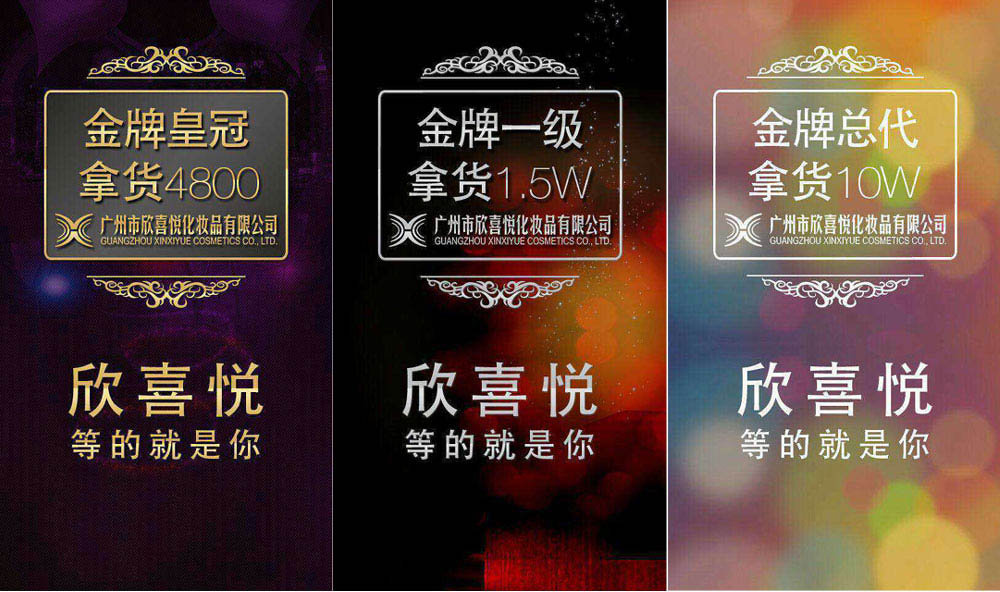 金牌皇冠
拿货4800
广州市欣喜悦化妆品有限公司
GUANGZHOU XINXIYUE COSMETICS CO., LTD.
欣喜悦
等的就是你
金牌一级
拿货1.5W
广州市欣喜悦化妆品有限公司
GUANGZHOU XINXIYUE COSMETICS CO., LTD.
欣喜悦
等的就是你
金牌总代
拿货10W
广州市欣喜悦化妆品有限公司
GUANGZHOU XINXIYUE COSMETICS CO., LTD.
欣喜悦
等的就是你